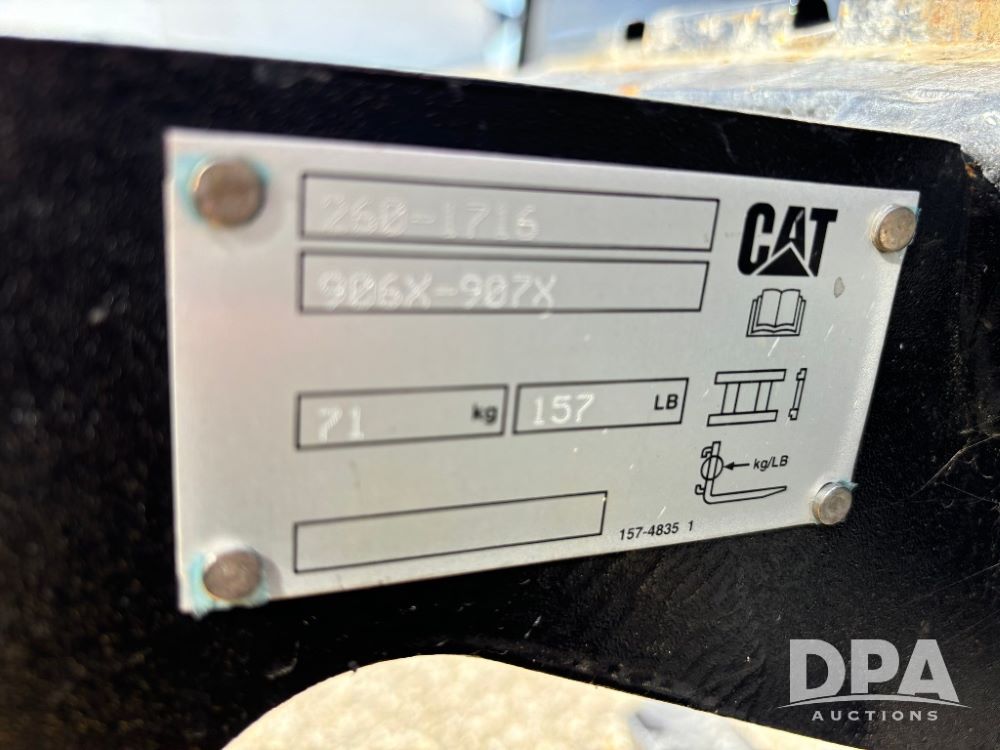 260-1716
CAT
906X-907X
71 kg
157 LB
kg/LB
157-4835 1
DPA
AUCTIONS